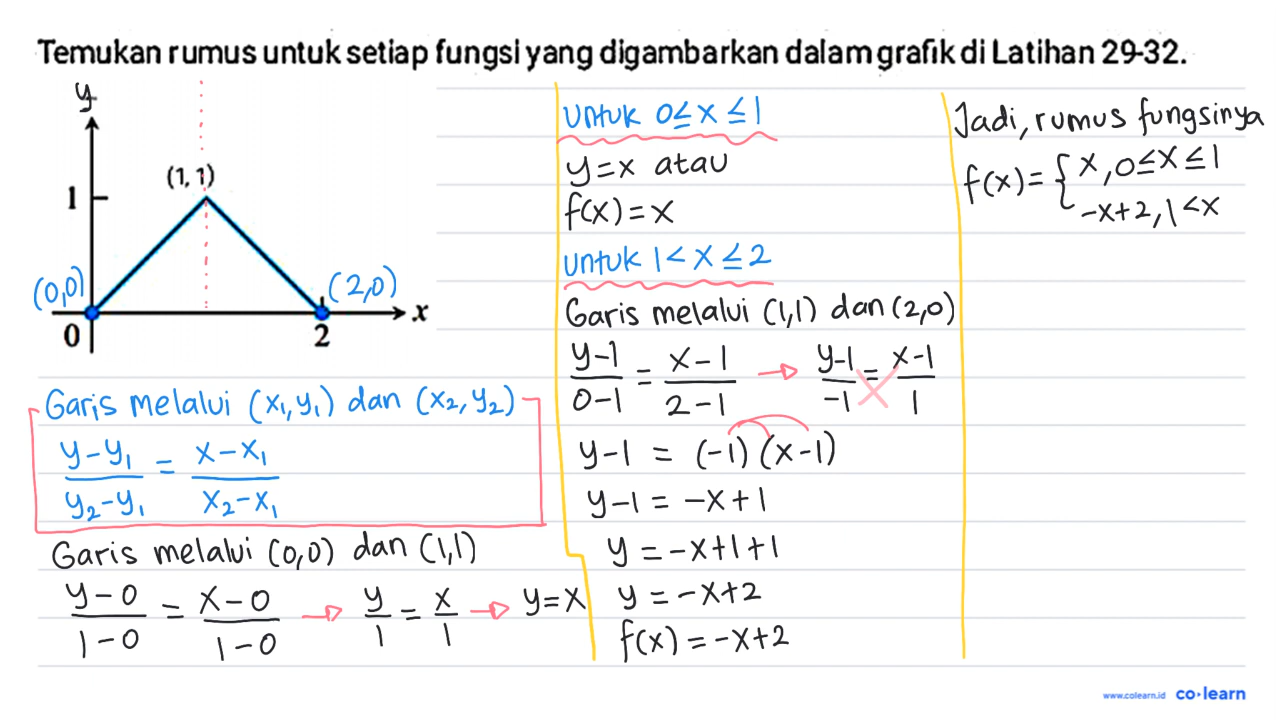 Temukan rumus untuk setiap fungsi yang digambarkan dalam grafik di Latihan 29-32.
y
(1, 1)
1
(0,0)
(2,0)
x
0
2
Garis melalui (x₁,y₁) dan (x₂,y₂)
y-y₁/y₂-y₁ = x-x₁/x₂-x₁
Garis melalui (0,0) dan (1,1)
y-0/1-0 = x-0/1-0 → y/1 = x/1 → y=x
untuk 0≤x≤1
y=x atau
f(x)=x
untuk 1<x≤2
Garis melalui (1,1) dan (2,0)
y-1/0-1 = x-1/2-1 → y-1/-1 = x-1/1
y-1 = (-1)(x-1)
y-1 = -x+1
y = -x+1+1
y = -x+2
f(x) = -x+2
Jadi, rumus fungsinya
f(x)= { x, 0≤x≤1
-x+2, 1<x
www.colearn.id co·learn